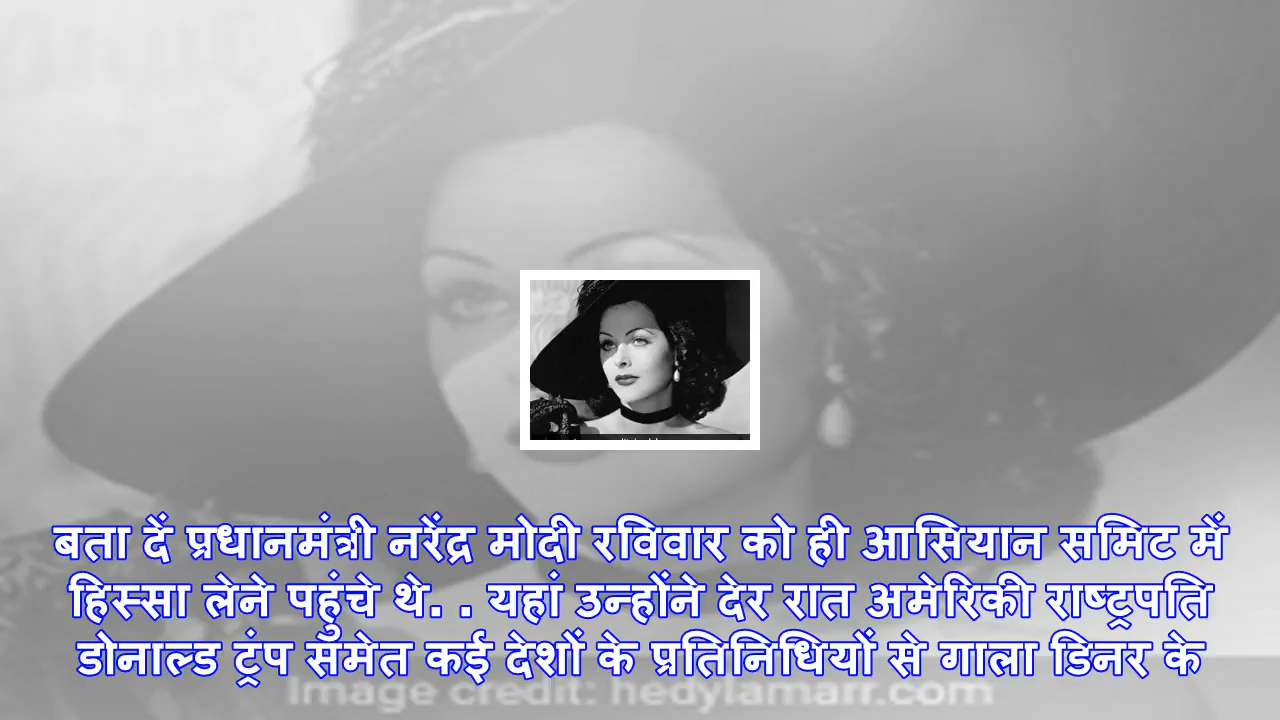 बता दें प्रधानमंत्री नरेंद्र मोदी रविवार को ही आसियान समिट में
हिस्सा लेने पहुंचे थे. . यहां उन्होंने देर रात अमेरिकी राष्ट्रपति
डोनाल्ड ट्रंप समेत कई देशों के प्रतिनिधियों से गाला डिनर के
Image credit: hedylamarr.com